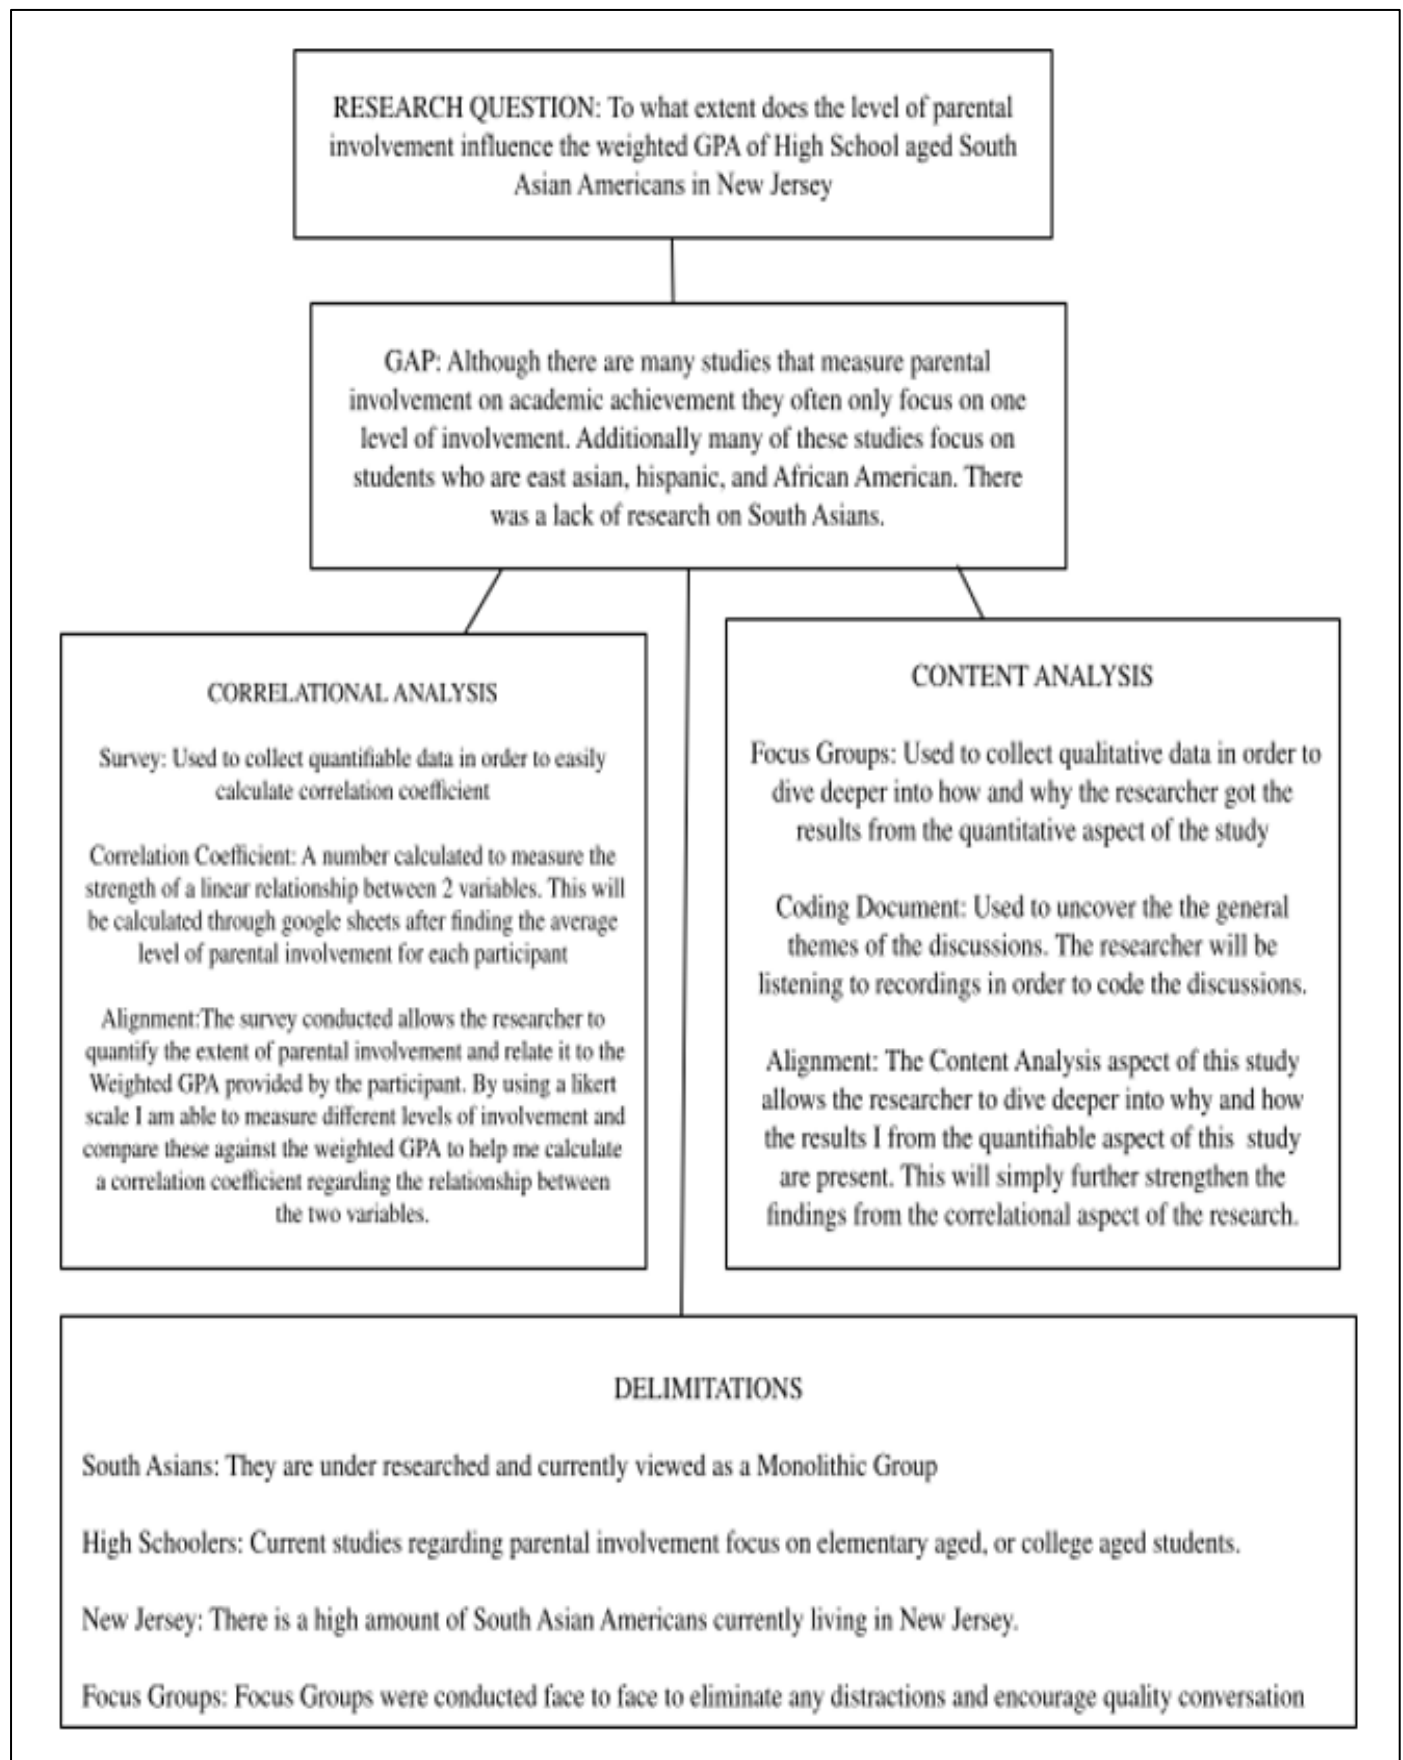 RESEARCH QUESTION: To what extent does the level of parental
involvement influence the weighted GPA of High School aged South
Asian Americans in New Jersey
GAP: Although there are many studies that measure parental
involvement on academic achievement they often only focus on one
level of involvement. Additionally many of these studies focus on
students who are east asian, hispanic, and African American. There
was a lack of research on South Asians.
CORRELATIONAL ANALYSIS
Survey: Used to collect quantifiable data in order to easily
calculate correlation coefficient
Correlation Coefficient: A number calculated to measure the
strength of a linear relationship between 2 variables. This will
be calculated through google sheets after finding the average
level of parental involvement for each participant
Alignment:The survey conducted allows the researcher to
quantify the extent of parental involvement and relate it to the
Weighted GPA provided by the participant. By using a likert
scale I am able to measure different levels of involvement and
compare these against the weighted GPA to help me calculate
a correlation coefficient regarding the relationship between
the two variables.
CONTENT ANALYSIS
Focus Groups: Used to collect qualitative data in order to
dive deeper into how and why the researcher got the
results from the quantitative aspect of the study
Coding Document: Used to uncover the the general
themes of the discussions. The researcher will be
listening to recordings in order to code the discussions.
Alignment: The Content Analysis aspect of this study
allows the researcher to dive deeper into why and how
the results I from the quantifiable aspect of this study
are present. This will simply further strengthen the
findings from the correlational aspect of the research.
DELIMITATIONS
South Asians: They are under researched and currently viewed as a Monolithic Group
High Schoolers: Current studies regarding parental involvement focus on elementary aged, or college aged students.
New Jersey: There is a high amount of South Asian Americans currently living in New Jersey.
Focus Groups: Focus Groups were conducted face to face to eliminate any distractions and encourage quality conversation